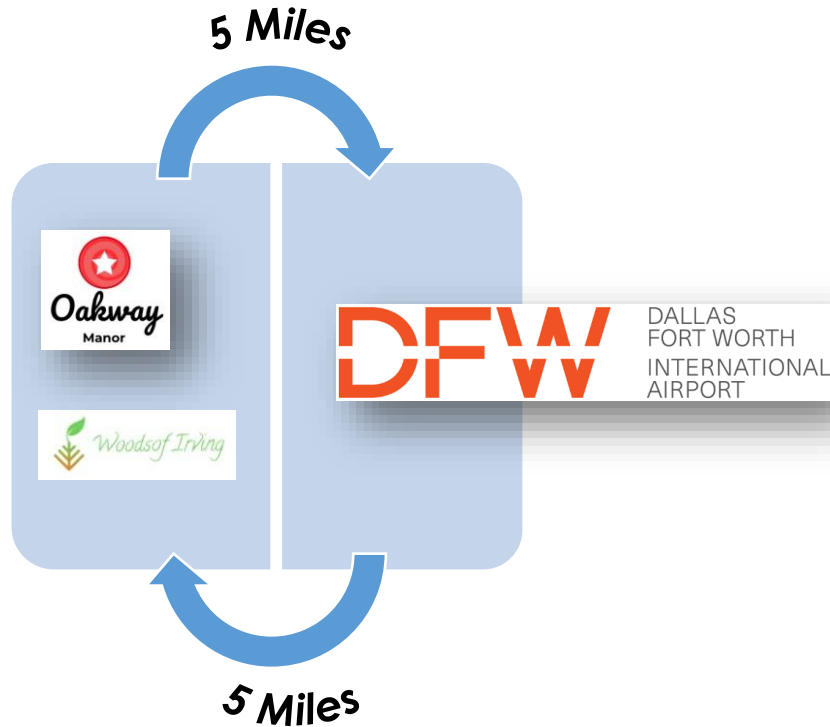 5 Miles
Oakway
Manor
DFW
DALLAS
FORT WORTH
INTERNATIONAL
AIRPORT
Woodsof Irving
5 Miles